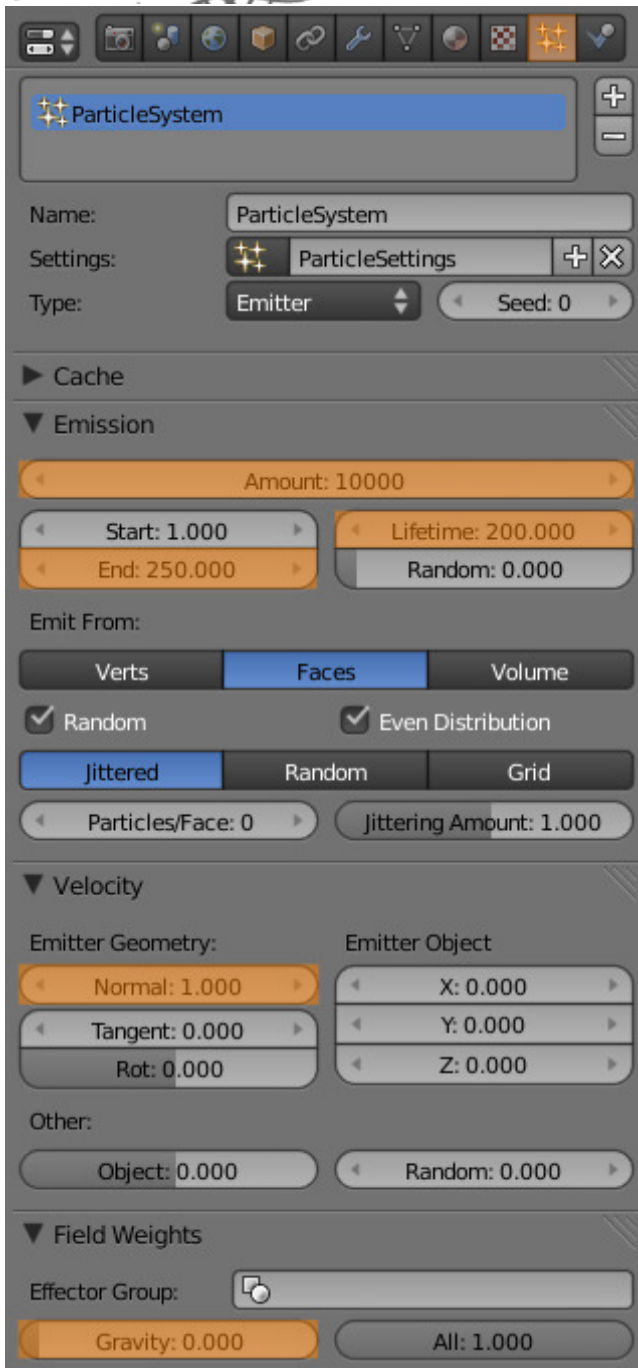 ParticleSystem
Name: ParticleSystem
Settings: ParticleSettings
Type: Emitter Seed: 0
Cache
Emission
Amount: 10000
Start: 1.000 Lifetime: 200.000
End: 250.000 Random: 0.000
Emit From:
Verts Faces Volume
Random Even Distribution
Jittered Random Grid
Particles/Face: 0 Jittering Amount: 1.000
Velocity
Emitter Geometry: Emitter Object
Normal: 1.000 X: 0.000
Tangent: 0.000 Y: 0.000
Rot: 0.000 Z: 0.000
Other:
Object: 0.000 Random: 0.000
Field Weights
Effector Group:
Gravity: 0.000 All: 1.000